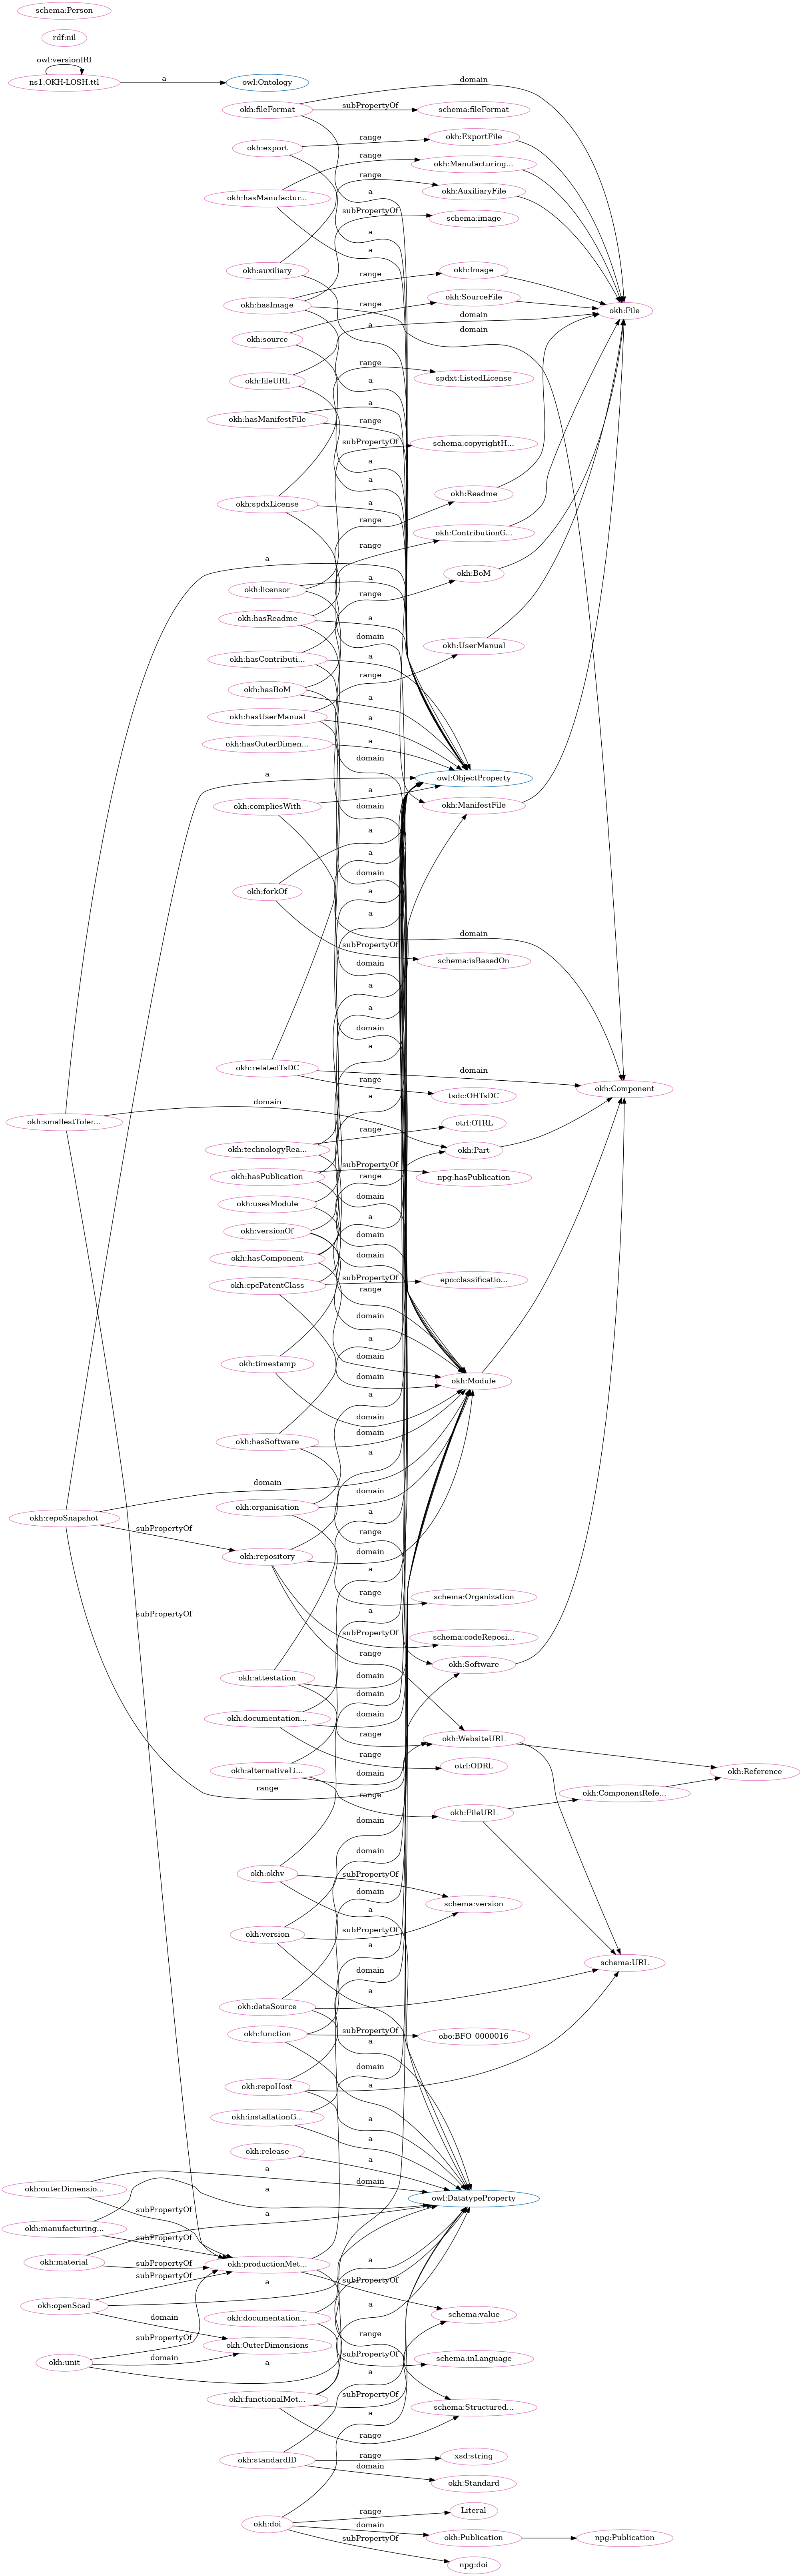 schema:Person
rdf:nil
owl:versionIRI
ns1:OKH-LOSH.ttl
a
owl:Ontology
okh:fileFormat
domain
subPropertyOf
schema:fileFormat
okh:export
range
okh:ExportFile
range
okh:Manufacturing...
okh:hasManufactur...
a
range
okh:AuxiliaryFile
subPropertyOf
schema:image
a
a
okh:auxiliary
range
okh:Image
okh:hasImage
range
okh:SourceFile
okh:File
domain
a
domain
okh:source
okh:fileURL
range
spdxt:ListedLicense
a
a
okh:hasManifestFile
range
subPropertyOf
schema:copyrightH...
a
okh:Readme
okh:spdxLicense
a
range
okh:ContributionG...
range
a
okh:BoM
a
okh:licensor
range
okh:hasReadme
a
domain
okh:UserManual
okh:hasContributi...
a
range
okh:hasBoM
a
okh:hasUserManual
a
okh:hasOuterDimen...
a
domain
a
owl:ObjectProperty
okh:compliesWith
a
okh:ManifestFile
domain
a
a
domain
okh:forkOf
a
a
domain
subPropertyOf
schema:isBasedOn
domain
a
a
domain
okh:relatedTsDC
a
domain
okh:Component
range
tsdc:OHTsDC
a
domain
okh:smallestToler...
range
otrl:OTRL
okh:technologyRea...
okh:Part
subPropertyOf
okh:hasPublication
range
npg:hasPublication
domain
okh:usesModule
a
okh:versionOf
domain
okh:hasComponent
domain
subPropertyOf
epo:classificatio...
okh:cpcPatentClass
range
domain
a
domain
okh:timestamp
domain
okh:Module
a
domain
domain
okh:hasSoftware
a
domain
okh:organisation
domain
okh:repoSnapshot
a
subPropertyOf
range
okh:repository
domain
a
range
schema:Organization
subPropertyOf
a
subPropertyOf
schema:codeReposi...
range
okh:Software
okh:attestation
domain
domain
okh:documentation...
domain
range
okh:WebsiteURL
range
otrl:ODRL
okh:alternativeLi...
domain
okh:Reference
range
range
okh:ComponentRefe...
okh:FileURL
domain
domain
okh:okhv
subPropertyOf
schema:version
domain
a
okh:version
subPropertyOf
a
schema:URL
domain
a
okh:dataSource
okh:function
subPropertyOf
obo:BFO_0000016
a
domain
a
okh:repoHost
okh:installationG...
a
a
okh:release
a
a
domain
okh:outerDimensio...
a
owl:DatatypeProperty
subPropertyOf
a
okh:manufacturing...
subPropertyOf
okh:material
subPropertyOf
okh:productionMet...
a
subPropertyOf
a
subPropertyOf
okh:openScad
domain
okh:documentation...
schema:value
range
subPropertyOf
okh:OuterDimensions
domain
subPropertyOf
schema:inLanguage
okh:unit
a
a
subPropertyOf
okh:functionalMet...
schema:Structured...
a
range
range
xsd:string
okh:standardID
domain
okh:Standard
range
Literal
okh:doi
domain
okh:Publication
npg:Publication
subPropertyOf
npg:doi